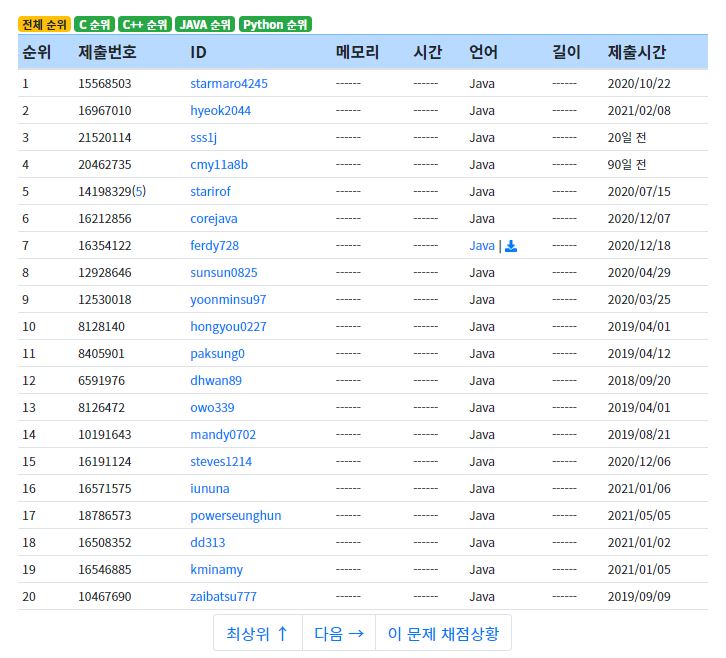 전체 순위 C 순위 C++ 순위 JAVA 순위 Python 순위
순위 제출번호 ID 메모리 시간 언어 길이 제출시간
1 15568503 starmaro4245 ------ ------ Java ------ 2020/10/22
2 16967010 hyeok2044 ------ ------ Java ------ 2021/02/08
3 21520114 sss1j ------ ------ Java ------ 20일 전
4 20462735 cmy11a8b ------ ------ Java ------ 90일 전
5 14198329(5) starirof ------ ------ Java ------ 2020/07/15
6 16212856 corejava ------ ------ Java ------ 2020/12/07
7 16354122 ferdy728 ------ ------ Java | ------ 2020/12/18
8 12928646 sunsun0825 ------ ------ Java ------ 2020/04/29
9 12530018 yoonminsu97 ------ ------ Java ------ 2020/03/25
10 8128140 hongyou0227 ------ ------ Java ------ 2019/04/01
11 8405901 paksung0 ------ ------ Java ------ 2019/04/12
12 6591976 dhwan89 ------ ------ Java ------ 2018/09/20
13 8126472 owo339 ------ ------ Java ------ 2019/04/01
14 10191643 mandy0702 ------ ------ Java ------ 2019/08/21
15 16191124 steves1214 ------ ------ Java ------ 2020/12/06
16 16571575 iununa ------ ------ Java ------ 2021/01/06
17 18786573 powerseunghun ------ ------ Java ------ 2021/05/05
18 16508352 dd313 ------ ------ Java ------ 2021/01/02
19 16546885 kminamy ------ ------ Java ------ 2021/01/05
20 10467690 zaibatsu777 ------ ------ Java ------ 2019/09/09
최상위 ↑ 다음 → 이 문제 채점상황